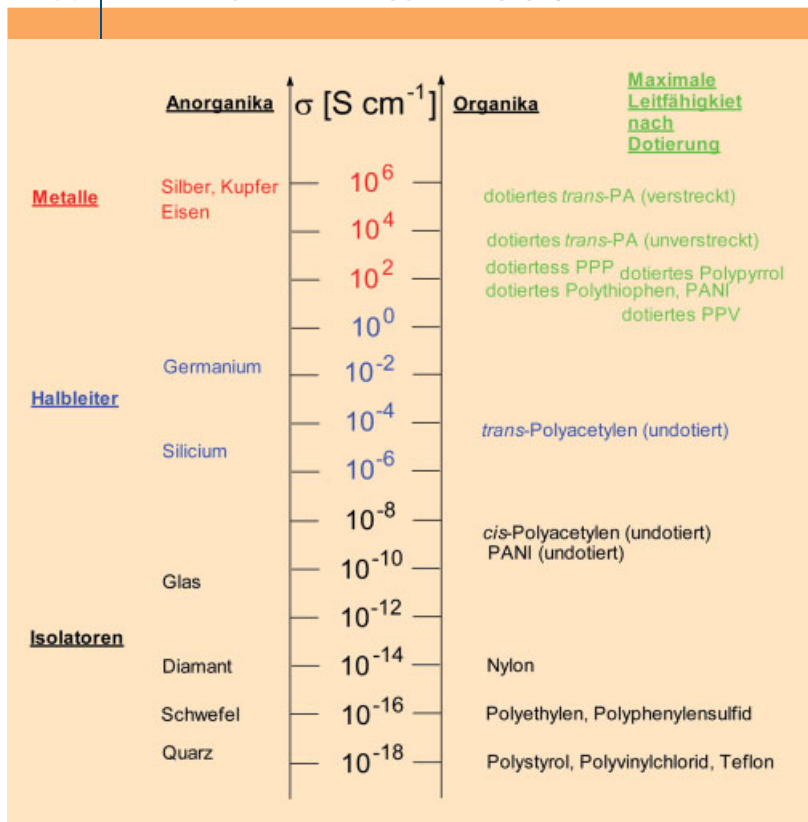 Anorganika
σ [S cm⁻¹]
Organika
Maximale
Leitfähigkiet
nach
Dotierung
Metalle
Silber, Kupfer
Eisen
10⁶
dotiertes trans-PA (verstreckt)
10⁴
dotiertes trans-PA (unverstreckt)
dotiertess PPP
dotiertes Polypyrrol
10²
dotiertes Polythiophen, PANI
dotiertes PPV
10⁰
Germanium
10⁻²
Halbleiter
10⁻⁴
trans-Polyacetylen (undotiert)
Silicium
10⁻⁶
10⁻⁸
cis-Polyacetylen (undotiert)
PANI (undotiert)
10⁻¹⁰
Glas
10⁻¹²
Isolatoren
Diamant
10⁻¹⁴
Nylon
Schwefel
10⁻¹⁶
Polyethylen, Polyphenylensulfid
Quarz
10⁻¹⁸
Polystyrol, Polyvinylchlorid, Teflon